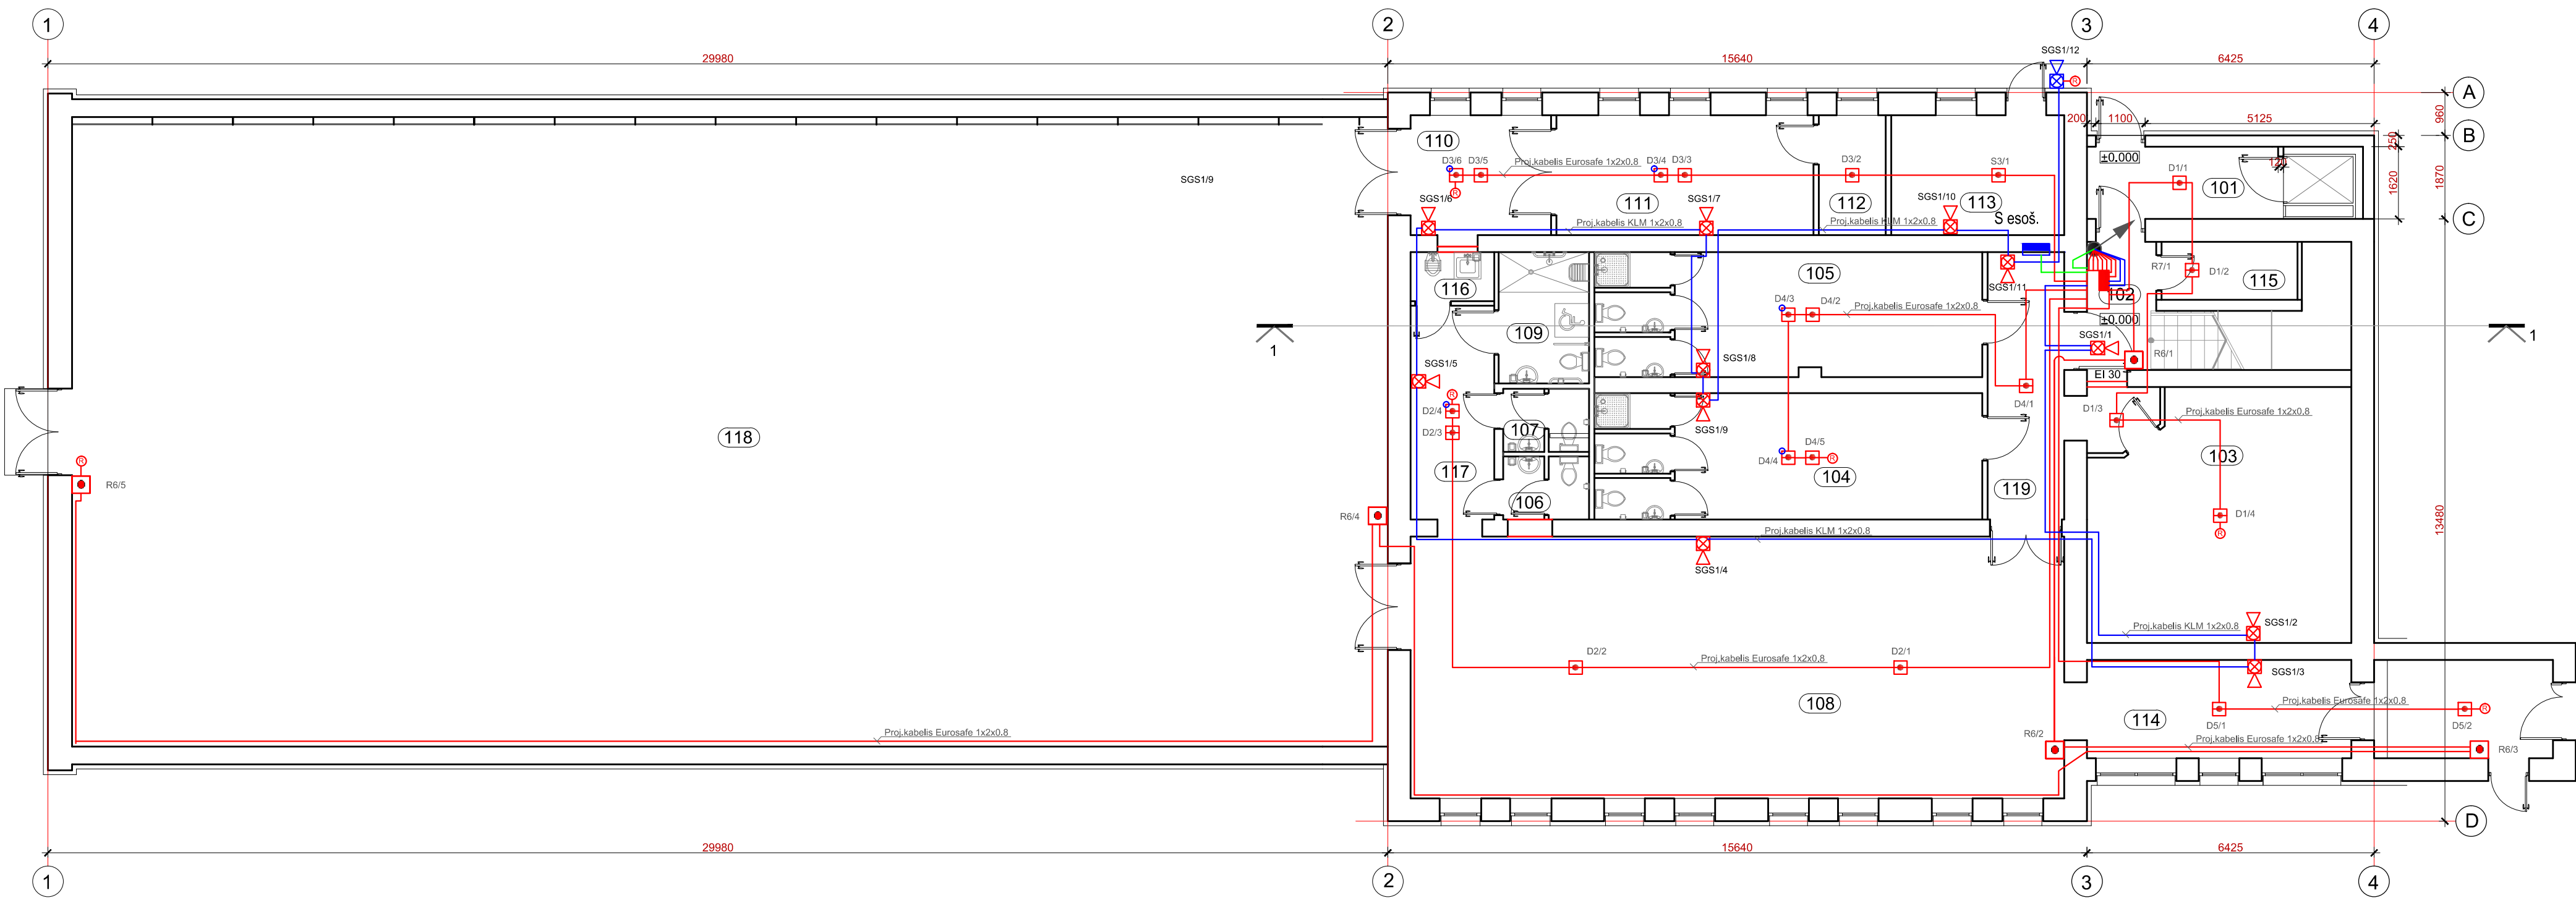 1
2
3
4
SGS1/12
29980
15640
6425
A
960
200
1100
5125
B
250
110
±0.000
120
D3/6
D3/5
Proj.kabelis Eurosafe 1x2x0.8
D3/4
D3/3
D3/2
S3/1
D1/1
1620
1870
R
SGS1/9
101
SGS1/6
SGS1/7
SGS1/10
111
112
113
S esoš.
C
Proj.kabelis KLM 1x2x0.8
Proj.kabelis KLM 1x2x0.8
105
R7/1
D1/2
115
116
SGS1/11
102
D4/3
D4/2
Proj.kabelis Eurosafe 1x2x0.8
±0.000
109
SGS1/1
1
1
SGS1/5
SGS1/8
R6/1
EI 30
R
D2/4
D4/1
D1/3
Proj.kabelis Eurosafe 1x2x0.8
D2/3
107
SGS1/9
118
D4/5
103
R
D4/4
R
117
104
R6/5
119
106
R6/4
D1/4
13480
Proj.kabelis KLM 1x2x0.8
R
SGS1/4
SGS1/2
Proj.kabelis KLM 1x2x0.8
D2/2
Proj.kabelis Eurosafe 1x2x0.8
D2/1
SGS1/3
108
Proj.kabelis Eurosafe 1x2x0.8
R
114
D5/1
D5/2
Proj.kabelis Eurosafe 1x2x0.8
R6/2
Proj.kabelis Eurosafe 1x2x0.8
R6/3
D
29980
15640
6425
1
2
3
4
R